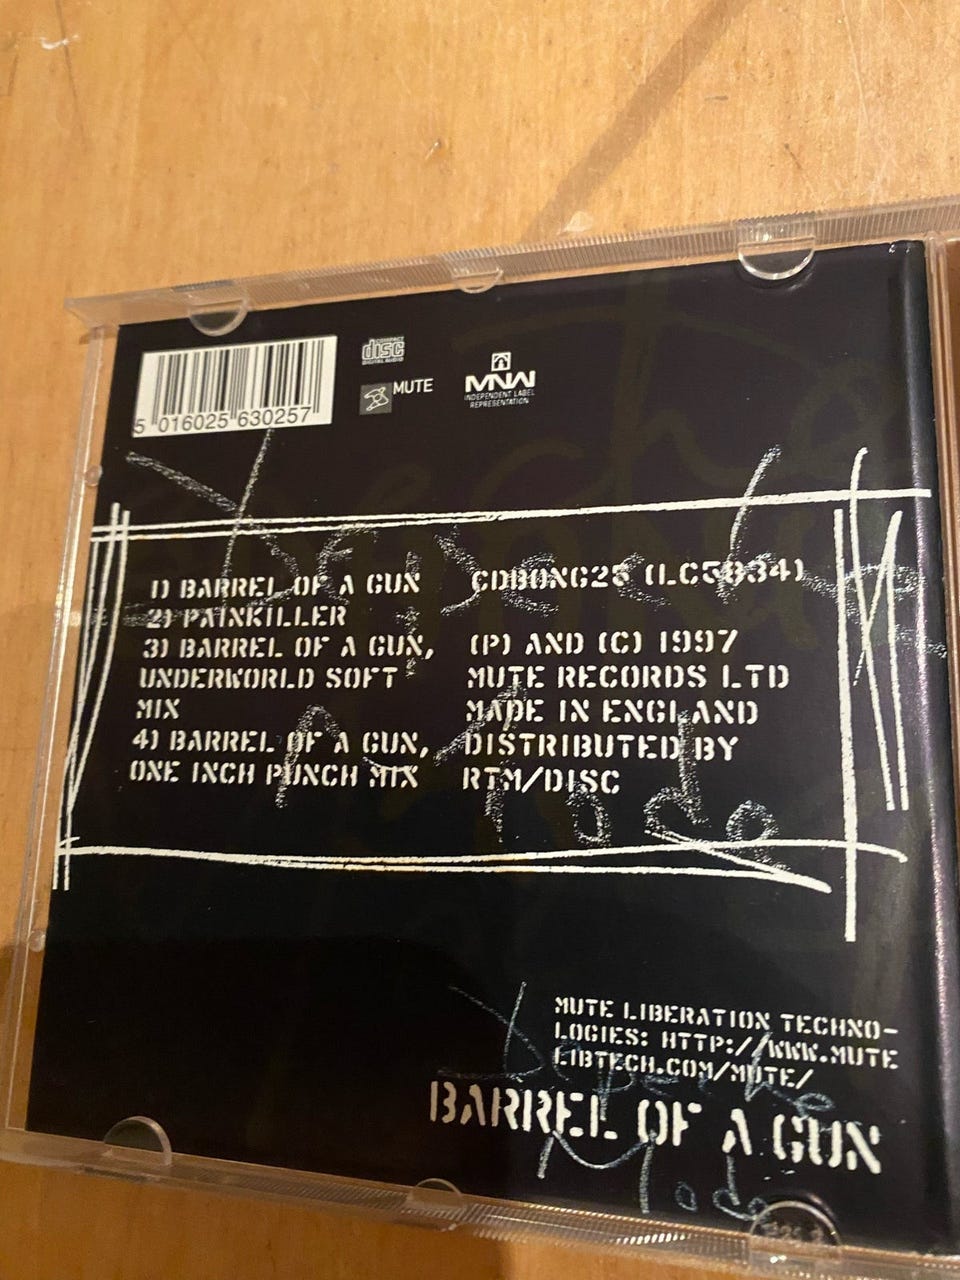 5 016025 630257
COMPACT
disc
DIGITAL AUDIO
MUTE
MNW
INDEPENDENT LABEL
REPRESENTATION
Depeche
Mode
1) BARREL OF A GUN
2) PAINKILLER
3) BARREL OF A GUN,
UNDERWORLD SOFT
MIX
4) BARREL OF A GUN,
ONE INCH PUNCH MIX
CDBONG25 (LC5834)
(P) AND (C) 1997
MUTE RECORDS LTD
MADE IN ENGLAND
DISTRIBUTED BY
RTM/DISC
MUTE LIBERATION TECHNO-
LOGIES: HTTP://WWW.MUTE
LIBTECH.COM/MUTE/
Depeche
Mode
BARREL OF A GUN